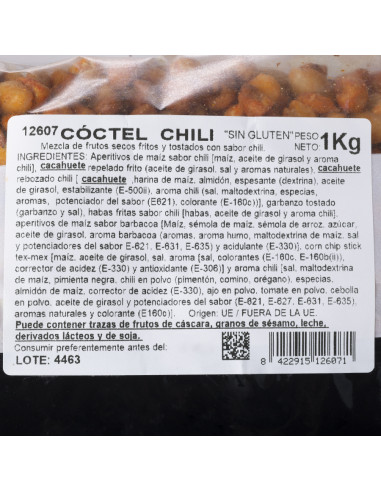 12607 CÓCTEL CHILI "SIN GLUTEN" PESO NETO: 1Kg
Mezcla de frutos secos fritos y tostados con sabor chili.
INGREDIENTES: Aperitivos de maíz sabor chili [maíz, aceite de girasol y aroma
chili], cacahuete repelado frito (aceite de girasol, sal y aromas naturales) cacahuete
rebozado chili [ cacahuete ,harina de maíz, almidón, espesante (dextrina), aceite
de girasol, estabilizante (E-500ii), aroma chili (sal, maltodextrina, especias,
aromas, potenciador del sabor (E621), colorante (E-160c))], garbanzo tostado
(garbanzo y sal), habas fritas sabor chili [habas, aceite de girasol y aroma chili],
aperitivos de maíz sabor barbacoa [Maíz, sémola de maíz, sémola de arroz, azúcar,
aceite de girasol, aroma barbacoa (aromas, aroma humo, maltodextrina de maíz, sal
y potenciadores del sabor E-621, E-631, E-635) y acidulante (E-330)], corn chip stick
tex-mex [maíz, aceite de girasol, sal, aroma (sal, colorantes (E-160c, E-160b(ii)),
corrector de acidez (E-330) y antioxidante (E-306)] y aroma chili (sal, maltodextrina
de maíz, pimienta negra, chili en polvo (pimentón, comino, orégano), especias,
almidón de maíz, corrector de acidez (E-330), ajo en polvo, tomate en polvo, cebolla
en polvo, aceite de girasol y potenciadores del sabor (E-621, E-627, E-631, E-635),
aromas naturales y colorante (E160c)]. Origen: UE / FUERA DE LA UE.
Puede contener trazas de frutos de cáscara, granos de sésamo, leche,
derivados lácteos y de soja.
Consumir preferentemente antes del:
LOTE: 4463
8 422915 126071